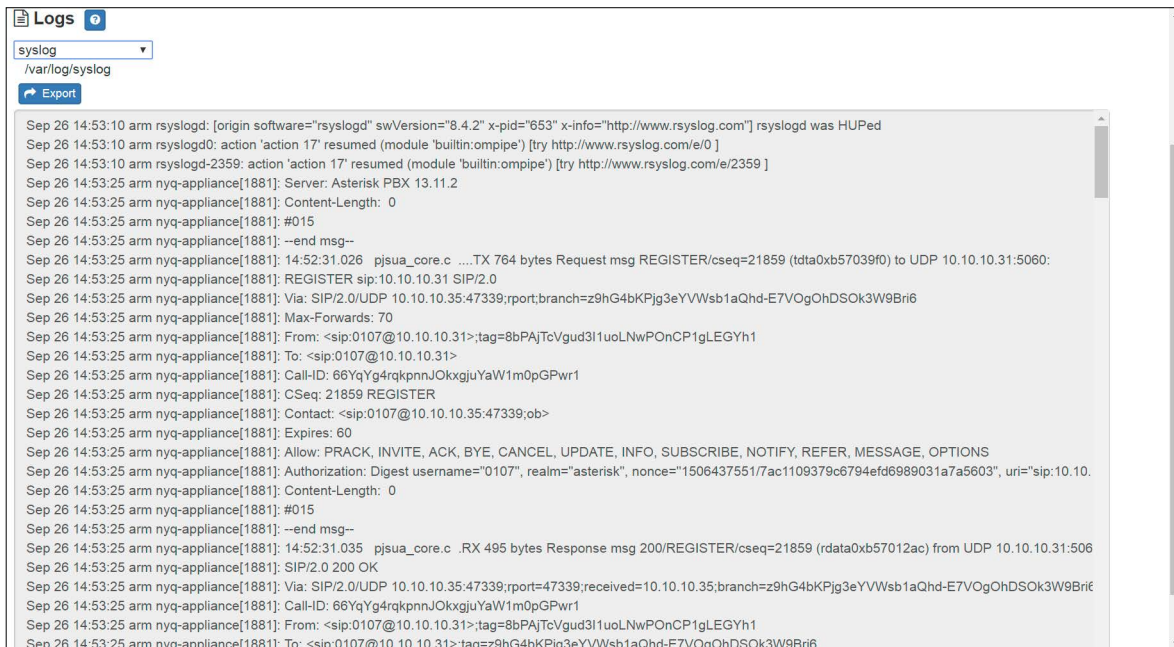 Logs ?
syslog
/var/log/syslog
Export
Sep 26 14:53:10 arm rsyslogd: [origin software="rsyslogd" swVersion="8.4.2" x-pid="653" x-info="http://www.rsyslog.com"] rsyslogd was HUPed
Sep 26 14:53:10 arm rsyslogd0: action 'action 17' resumed (module 'builtin:ompipe') [try http://www.rsyslog.com/e/0 ]
Sep 26 14:53:10 arm rsyslogd-2359: action 'action 17' resumed (module 'builtin:ompipe') [try http://www.rsyslog.com/e/2359 ]
Sep 26 14:53:25 arm nyq-appliance[1881]: Server: Asterisk PBX 13.11.2
Sep 26 14:53:25 arm nyq-appliance[1881]: Content-Length: 0
Sep 26 14:53:25 arm nyq-appliance[1881]: #015
Sep 26 14:53:25 arm nyq-appliance[1881]: --end msg--
Sep 26 14:53:25 arm nyq-appliance[1881]: 14:52:31.026 pjsua_core.c ....TX 764 bytes Request msg REGISTER/cseq=21859 (tdta0xb57039f0) to UDP 10.10.10.31:5060:
Sep 26 14:53:25 arm nyq-appliance[1881]: REGISTER sip:10.10.10.31 SIP/2.0
Sep 26 14:53:25 arm nyq-appliance[1881]: Via: SIP/2.0/UDP 10.10.10.35:47339;rport;branch=z9hG4bKPjg3eYVWsb1aQhd-E7VOgOhDSOk3W9Bri6
Sep 26 14:53:25 arm nyq-appliance[1881]: Max-Forwards: 70
Sep 26 14:53:25 arm nyq-appliance[1881]: From: <sip:0107@10.10.10.31>;tag=8bPAjTcVgud3I1uoLNwPOnCP1gLEGYh1
Sep 26 14:53:25 arm nyq-appliance[1881]: To: <sip:0107@10.10.10.31>
Sep 26 14:53:25 arm nyq-appliance[1881]: Call-ID: 66YqYg4rqkpnnJOkxgjuYaW1m0pGPwr1
Sep 26 14:53:25 arm nyq-appliance[1881]: CSeq: 21859 REGISTER
Sep 26 14:53:25 arm nyq-appliance[1881]: Contact: <sip:0107@10.10.10.35:47339;ob>
Sep 26 14:53:25 arm nyq-appliance[1881]: Expires: 60
Sep 26 14:53:25 arm nyq-appliance[1881]: Allow: PRACK, INVITE, ACK, BYE, CANCEL, UPDATE, INFO, SUBSCRIBE, NOTIFY, REFER, MESSAGE, OPTIONS
Sep 26 14:53:25 arm nyq-appliance[1881]: Authorization: Digest username="0107", realm="asterisk", nonce="1506437551/7ac1109379c6794efd6989031a7a5603", uri="sip:10.10.
Sep 26 14:53:25 arm nyq-appliance[1881]: Content-Length: 0
Sep 26 14:53:25 arm nyq-appliance[1881]: #015
Sep 26 14:53:25 arm nyq-appliance[1881]: --end msg--
Sep 26 14:53:25 arm nyq-appliance[1881]: 14:52:31.035 pjsua_core.c .RX 495 bytes Response msg 200/REGISTER/cseq=21859 (rdata0xb57012ac) from UDP 10.10.10.31:506
Sep 26 14:53:25 arm nyq-appliance[1881]: SIP/2.0 200 OK
Sep 26 14:53:25 arm nyq-appliance[1881]: Via: SIP/2.0/UDP 10.10.10.35:47339;rport=47339;received=10.10.10.35;branch=z9hG4bKPjg3eYVWsb1aQhd-E7VOgOhDSOk3W9Bri6
Sep 26 14:53:25 arm nyq-appliance[1881]: Call-ID: 66YqYg4rqkpnnJOkxgjuYaW1m0pGPwr1
Sep 26 14:53:25 arm nyq-appliance[1881]: From: <sip:0107@10.10.10.31>;tag=8bPAjTcVgud3I1uoLNwPOnCP1gLEGYh1
Sep 26 14:53:25 arm nyq-appliance[1881]: To: <sip:0107@10.10.10.31>;tag=z9hG4bKPjg3eYVWsb1aQhd-E7VOgOhDSOk3W9Bri6